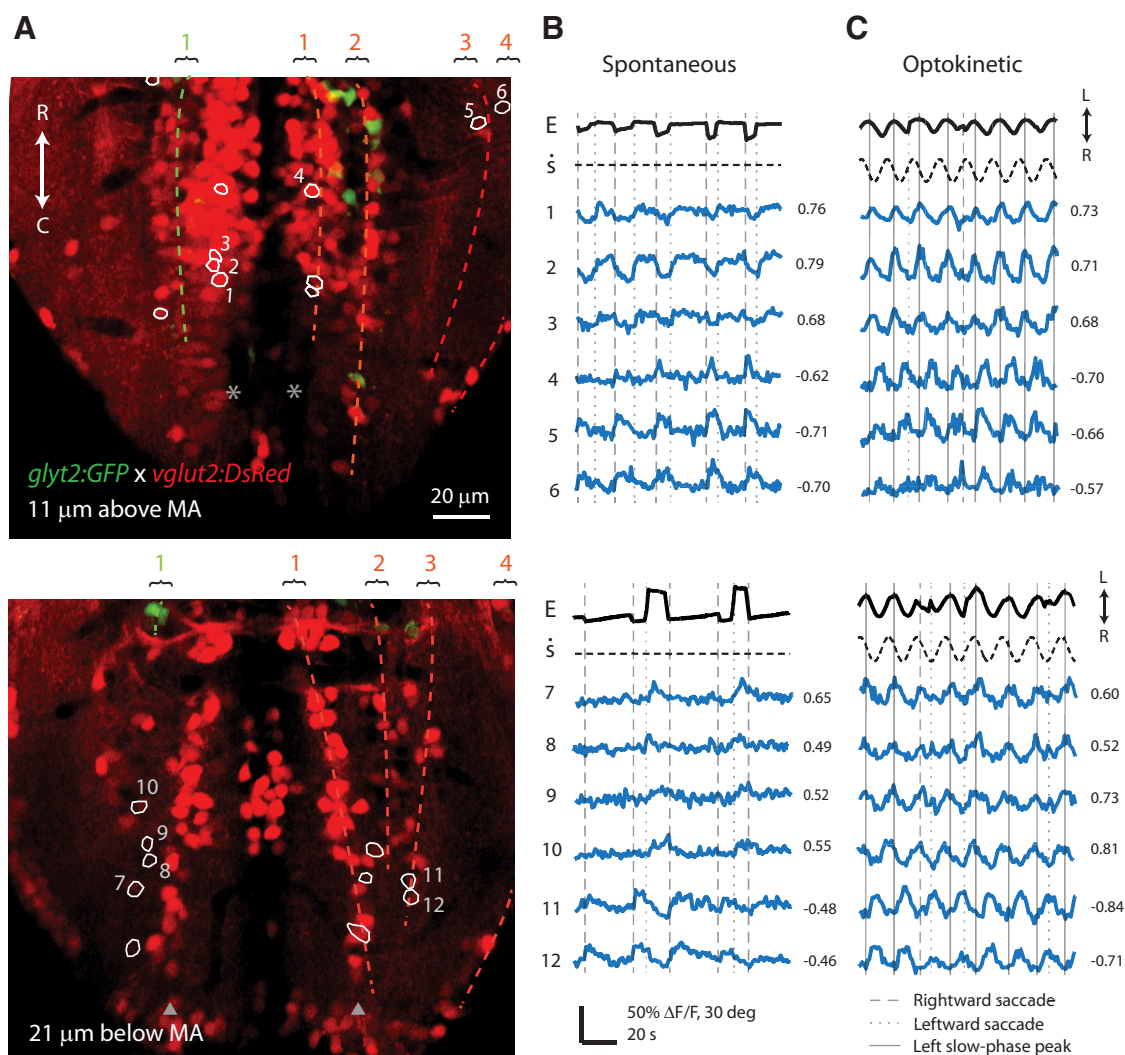 A
B
C
1
1
2
3
4
Spontaneous
Optokinetic
R
C
6
5
4
3
2
1
glyt2:GFP x vglut2:DsRed
11 μm above MA
20 μm
*
*
E
ṡ
1 0.76
2 0.79
3 0.68
4 -0.62
5 -0.71
6 -0.70
L
R
0.73
0.71
0.68
-0.70
-0.66
-0.57
1
1
2
3
4
10
9
8
7
11
12
21 μm below MA
E
ṡ
7 0.65
8 0.49
9 0.52
10 0.55
11 -0.48
12 -0.46
50% ΔF/F, 30 deg
20 s
L
R
0.60
0.52
0.73
0.81
-0.84
-0.71
Rightward saccade
Leftward saccade
Left slow-phase peak